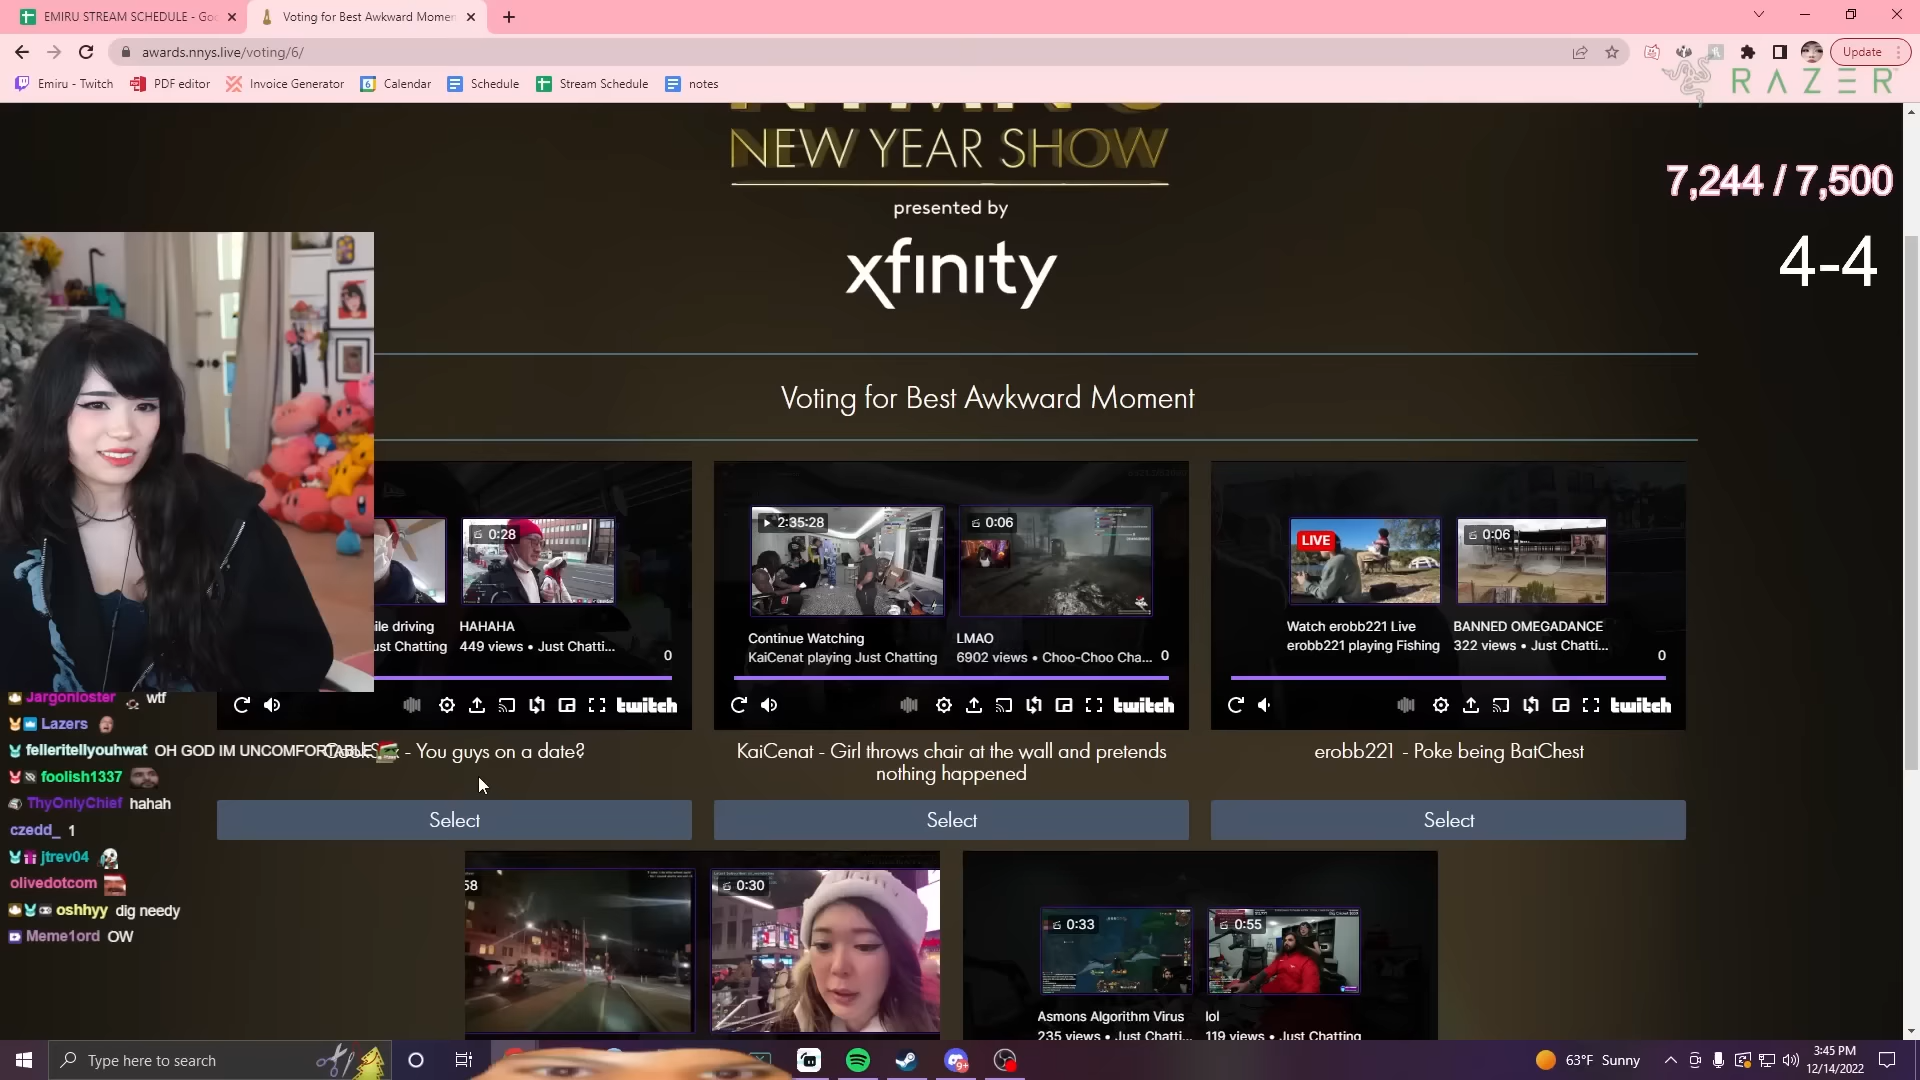 EMIRU STREAM SCHEDULE - Goo
Voting for Best Awkward Momen
awards.nnys.live/voting/6/
Update
Emiru - Twitch
PDF editor
Invoice Generator
Calendar
Schedule
Stream Schedule
notes
RAZER
NEW YEAR SHOW
presented by
xfinity
7,244 / 7,500
4-4
Voting for Best Awkward Moment
0:28
ile driving
HAHAHA
ust Chatting
449 views • Just Chatti...
0
twitch
2:35:28
0:06
Continue Watching
LMAO
KaiCenat playing Just Chatting
6902 views • Choo-Choo Cha...
0
twitch
LIVE
0:06
Watch erobb221 Live
BANNED OMEGADANCE
erobb221 playing Fishing
322 views • Just Chatti...
0
twitch
- You guys on a date?
Select
KaiCenat - Girl throws chair at the wall and pretends
nothing happened
Select
erobb221 - Poke being BatChest
Select
Jargonloster wtf
Lazers
felleritellyouhwat OH GOD IM UNCOMFORTABLE
foolish1337
ThyOnlyChief hahah
czedd_ 1
jtrev04
olivedotcom
oshhyy dig needy
Meme1ord OW
58
0:30
0:33
0:55
Asmons Algorithm Virus
lol
235 views • Just Chatti...
119 views • Just Chatting
Type here to search
9+
63°F Sunny
3:45 PM
12/14/2022